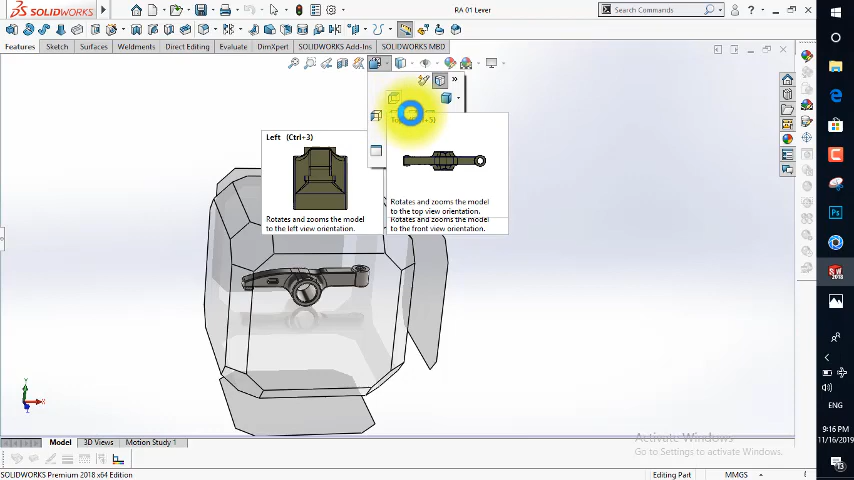 SOLIDWORKS
RA 01 Lever
Search Commands
Features
Sketch
Surfaces
Weldments
Direct Editing
Evaluate
DimXpert
SOLIDWORKS Add-Ins
SOLIDWORKS MBD
Left (Ctrl+3)
Rotates and zooms the model
to the left view orientation.
Rotates and zooms the model
to the top view orientation.
Rotates and zooms the model
to the front view orientation.
Activate Windows
Go to Settings to activate Windows.
Model
3D Views
Motion Study 1
SOLIDWORKS Premium 2018 x64 Edition
Editing Part
MMGS
ENG
9:16 PM
11/16/2019